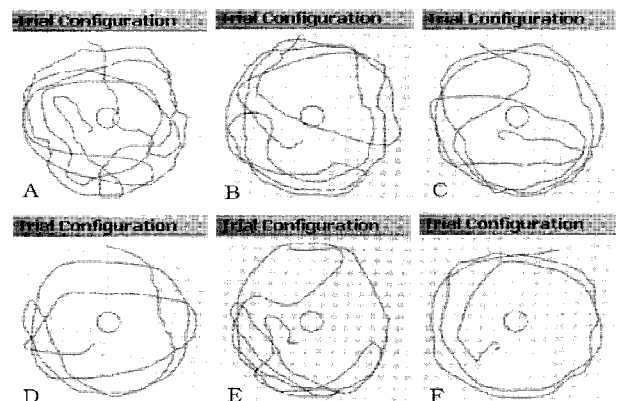 Trial Configuration
Trial Configuration
Trial Configuration
A
B
C
Trial Configuration
Trial Configuration
Trial Configuration
D
E
F